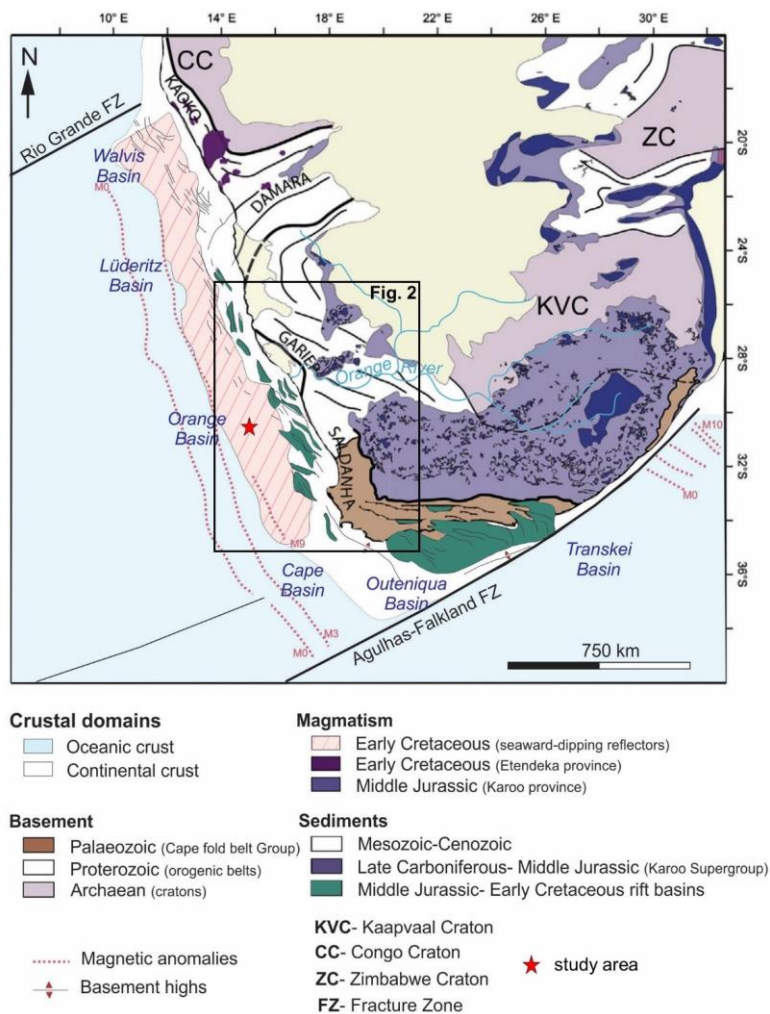 10° E 14° E 18° E 22° E 26° E 30° E
N
CC
ZC
KAOKO
Rio Grande FZ
20°S
Walvis
Basin
M0
DAMARA
24°S
Lüderitz
Basin
Fig. 2
KVC
GARIEP
Orange River
28°S
Orange
Basin
SALDANHA
32°S
M10
M0
M9
Cape
Basin
Outeniqua
Basin
Transkei
Basin
36°S
M3
M0
Agulhas-Falkland FZ
750 km
Crustal domains
Oceanic crust
Continental crust
Magmatism
Early Cretaceous (seaward-dipping reflectors)
Early Cretaceous (Etendeka province)
Middle Jurassic (Karoo province)
Basement
Palaeozoic (Cape fold belt Group)
Proterozoic (orogenic belts)
Archaean (cratons)
Sediments
Mesozoic-Cenozoic
Late Carboniferous- Middle Jurassic (Karoo Supergroup)
Middle Jurassic- Early Cretaceous rift basins
Magnetic anomalies
Basement highs
KVC- Kaapvaal Craton
CC- Congo Craton
ZC- Zimbabwe Craton
FZ- Fracture Zone
study area